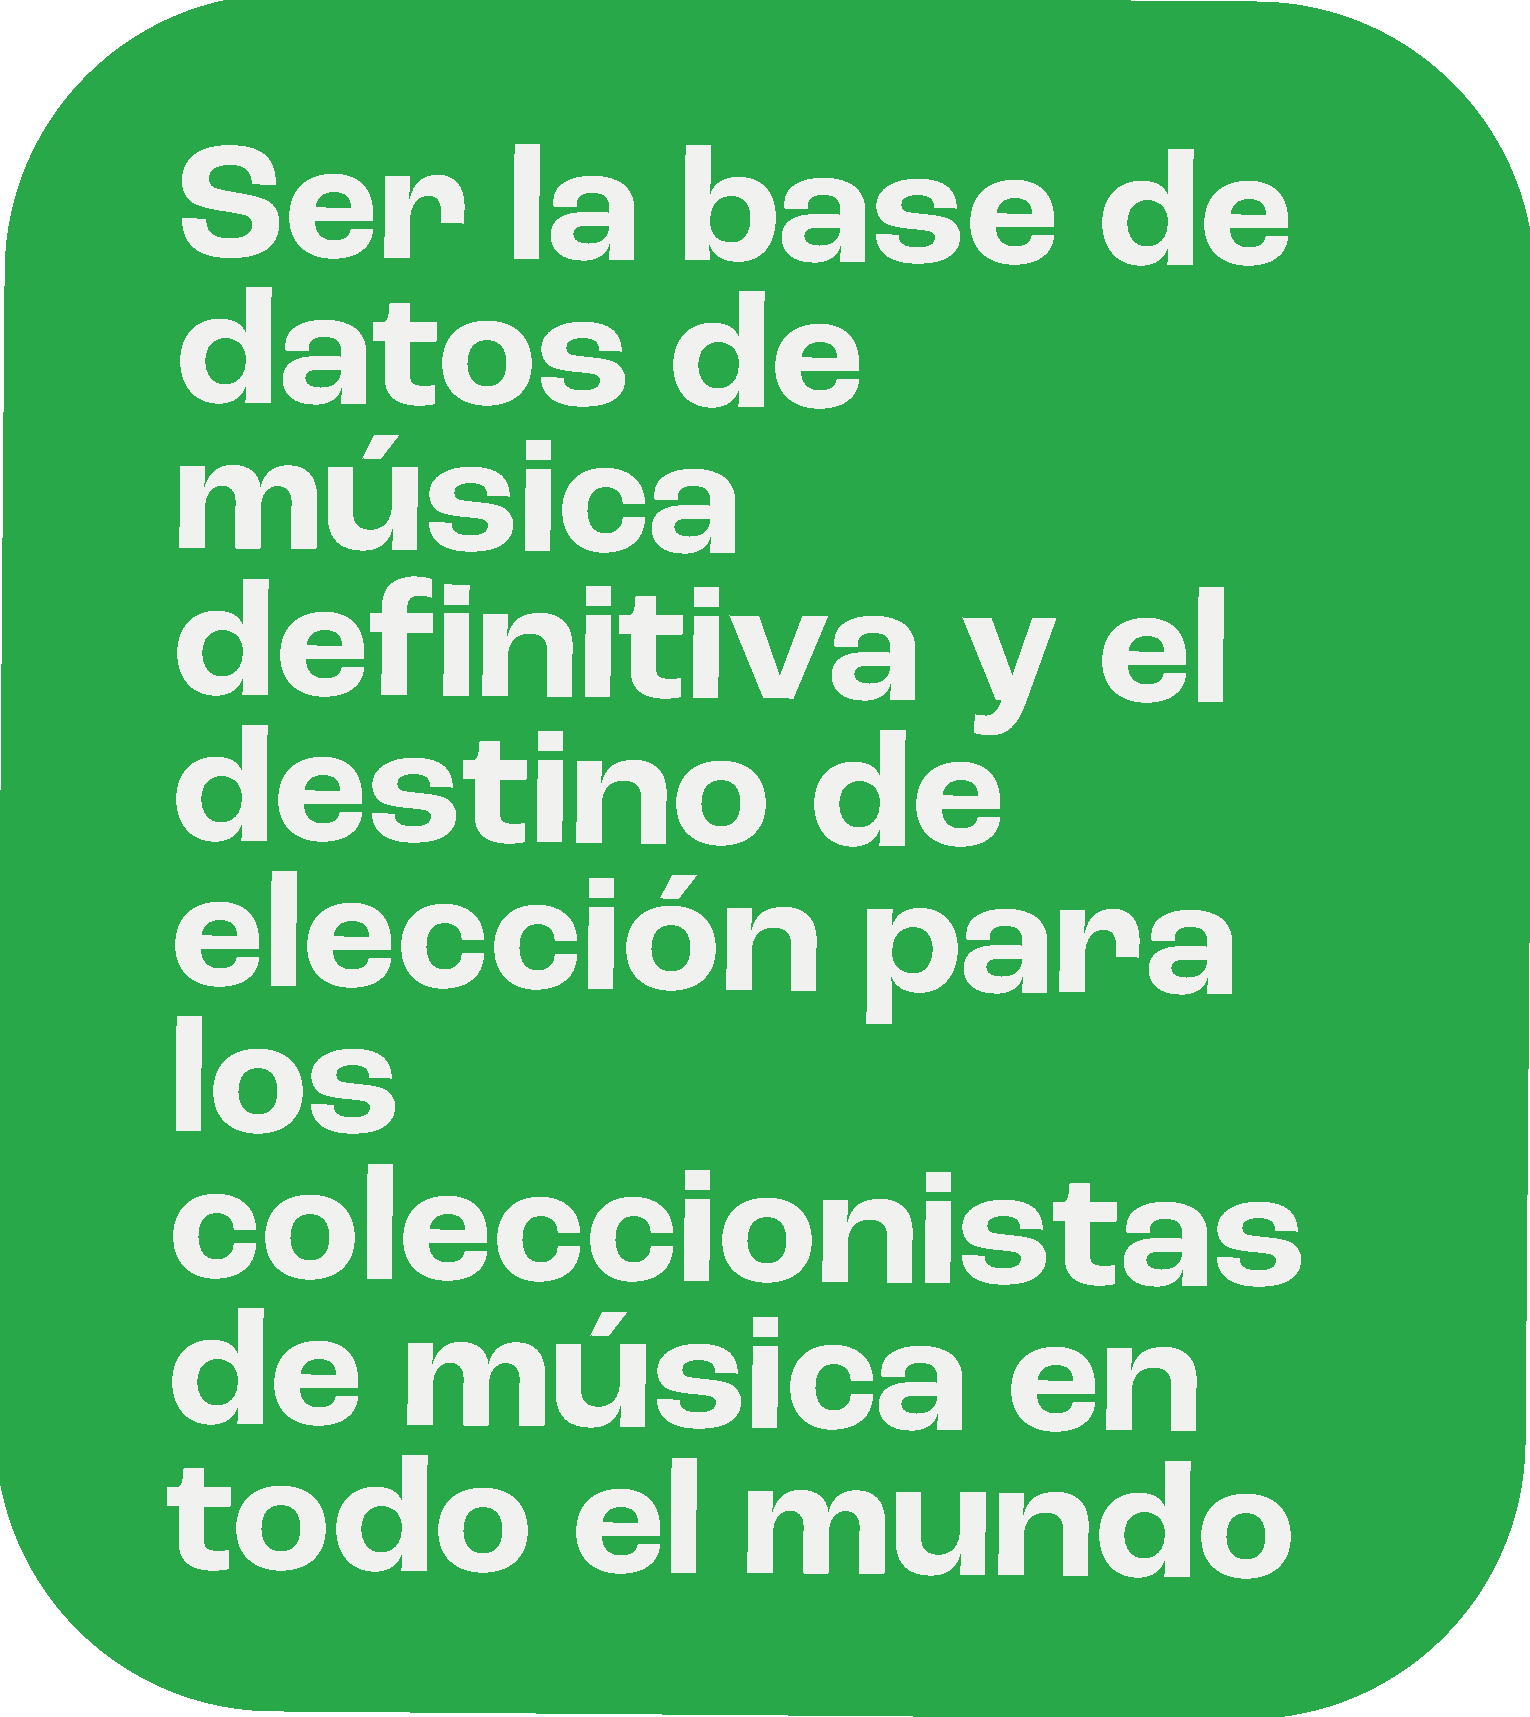 Ser la base de
datos de
música
definitiva y el
destino de
elección para
los
coleccionistas
de música en
todo el mundo